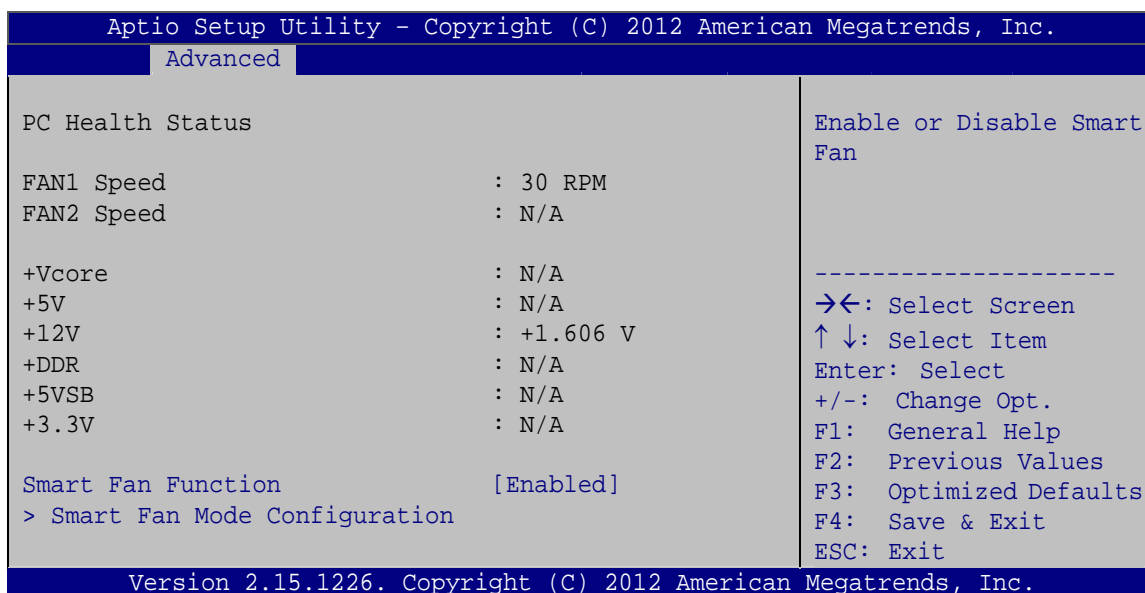 Aptio Setup Utility – Copyright (C) 2012 American Megatrends, Inc.
Advanced
PC Health Status
FAN1 Speed : 30 RPM
FAN2 Speed : N/A
+Vcore : N/A
+5V : N/A
+12V : +1.606 V
+DDR : N/A
+5VSB : N/A
+3.3V : N/A
Smart Fan Function [Enabled]
> Smart Fan Mode Configuration
Enable or Disable Smart
Fan
---------------------
→←: Select Screen
↑ ↓: Select Item
Enter: Select
+/-: Change Opt.
F1: General Help
F2: Previous Values
F3: Optimized Defaults
F4: Save & Exit
ESC: Exit
Version 2.15.1226. Copyright (C) 2012 American Megatrends, Inc.